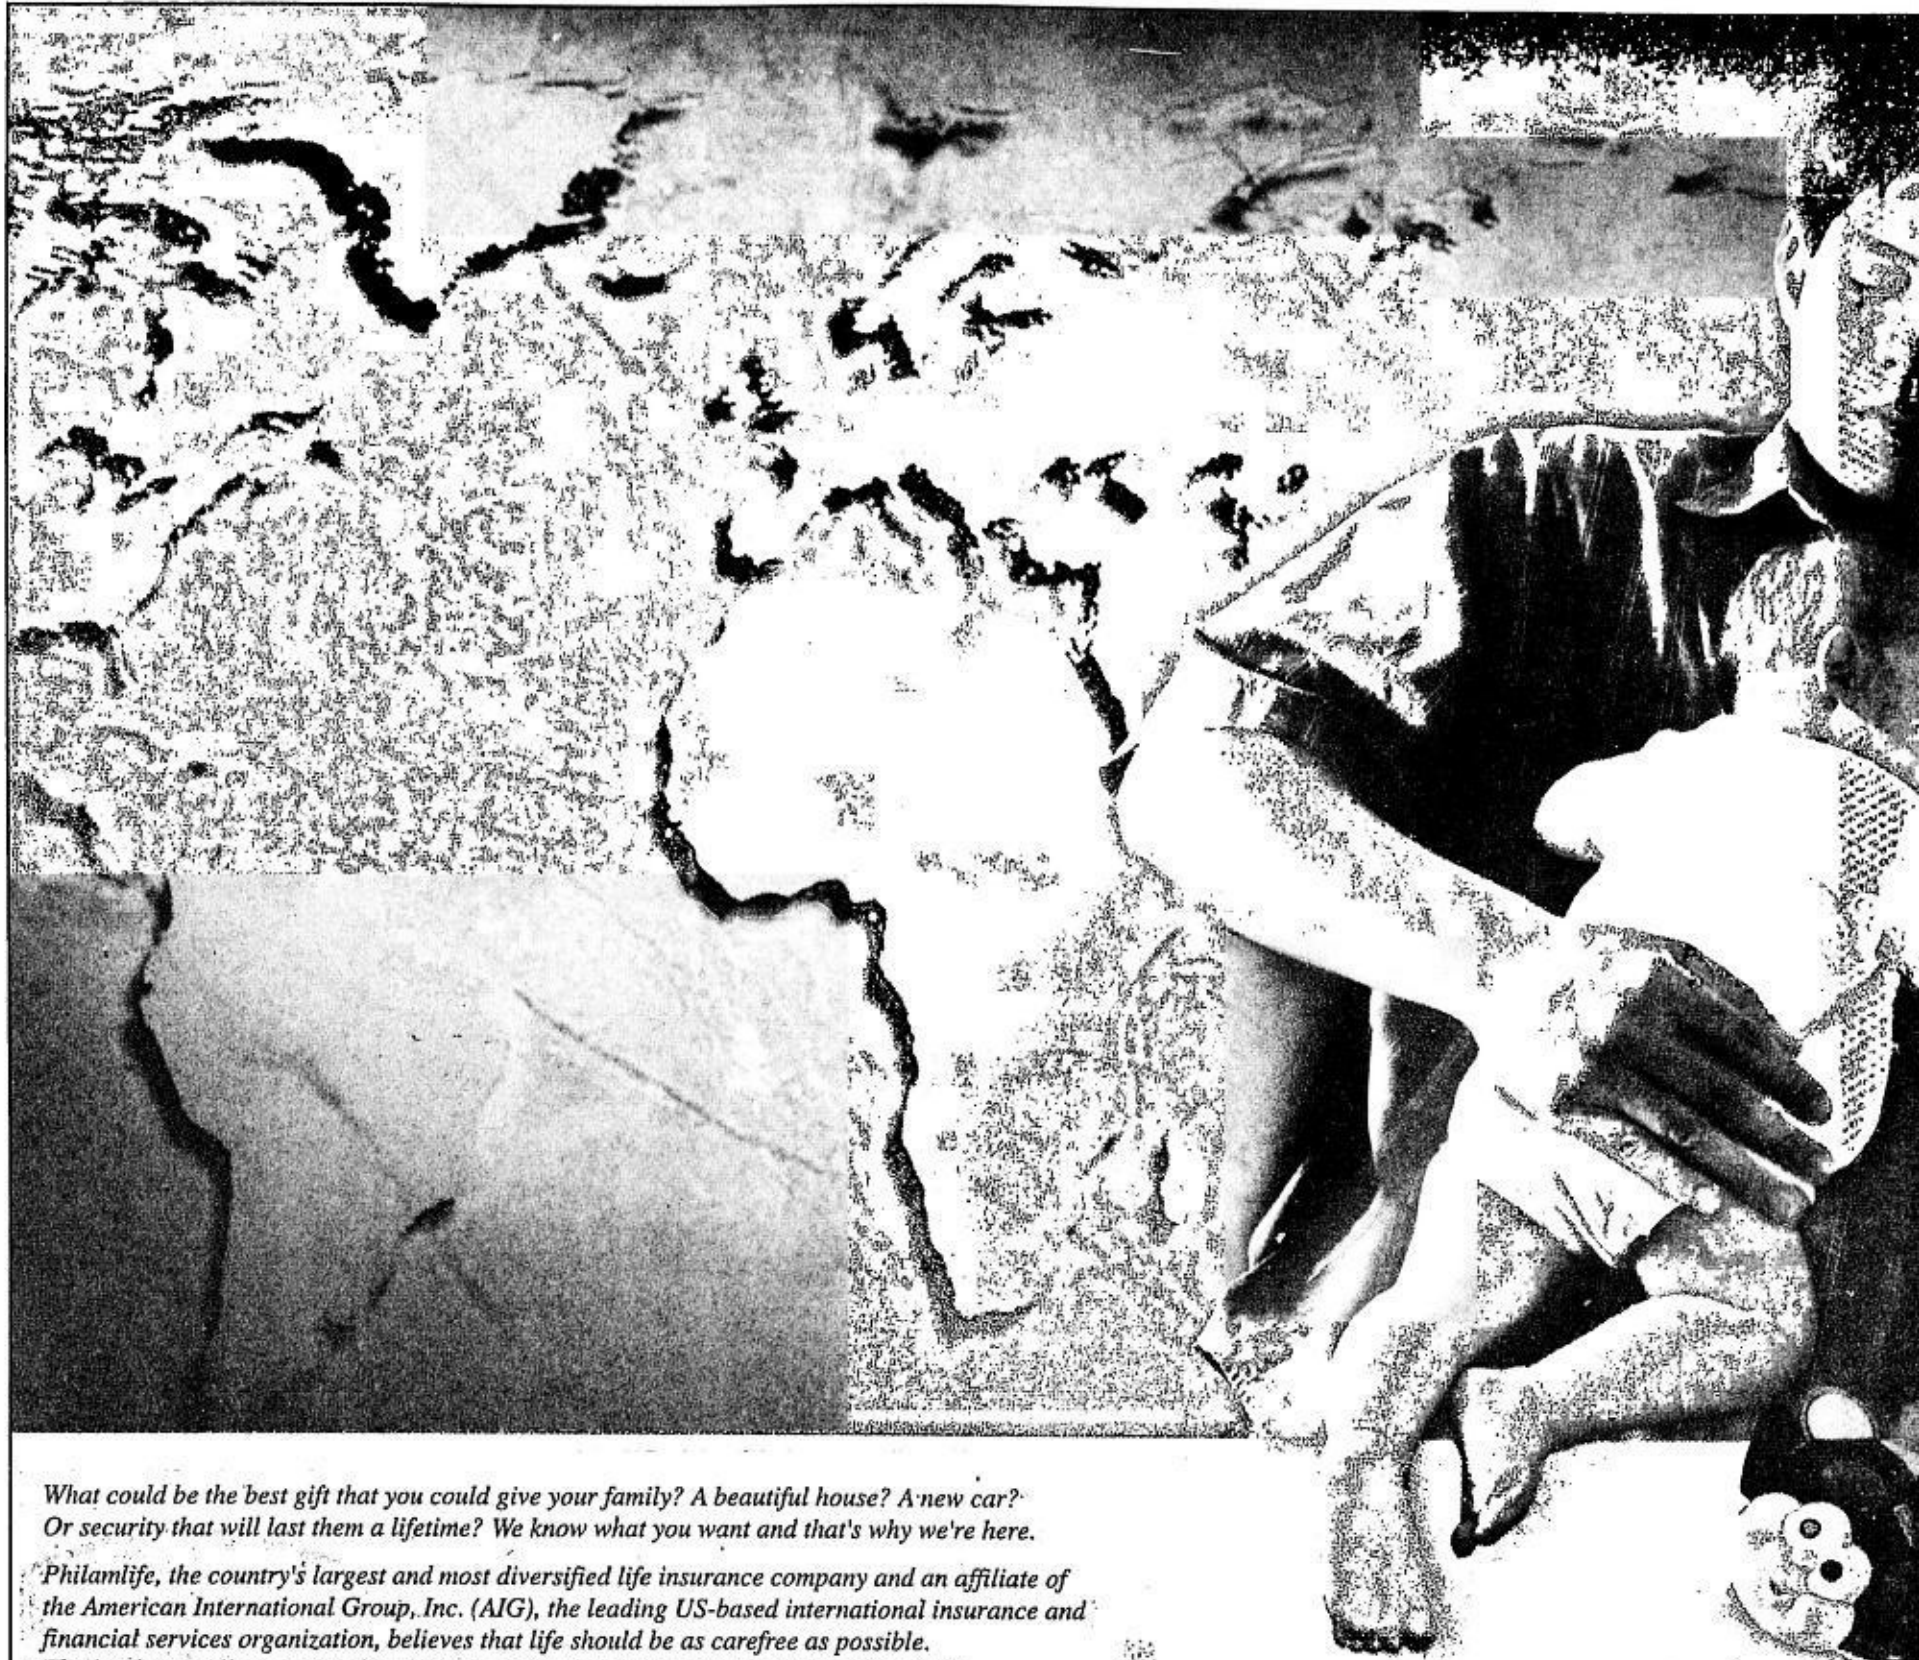 What could be the best gift that you could give your family? A beautiful house? A new car?
Or security that will last them a lifetime? We know what you want and that's why we're here.
Philamlife, the country's largest and most diversified life insurance company and an affiliate of
the American International Group, Inc. (AIG), the leading US-based international insurance and
financial services organization, believes that life should be as carefree as possible.